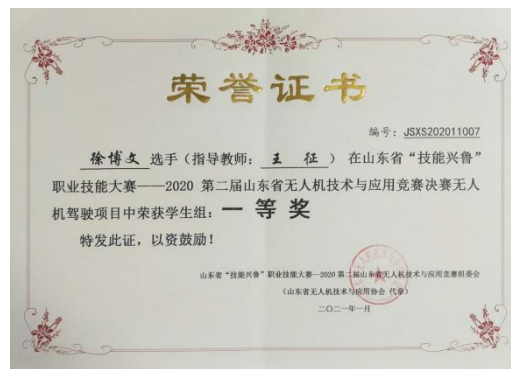 荣誉证书
编号：JSXS202011007
徐博文 选手（指导教师： 王 征 ）在山东省“技能兴鲁”
职业技能大赛——2020 第二届山东省无人机技术与应用竞赛决赛无人
机驾驶项目中荣获学生组：一 等 奖
特发此证，以资鼓励！
山东省“技能兴鲁”职业技能大赛—2020 第二届山东省无人机技术与应用竞赛组委会
（山东省无人机技术与应用协会 代章）
二〇二一年一月